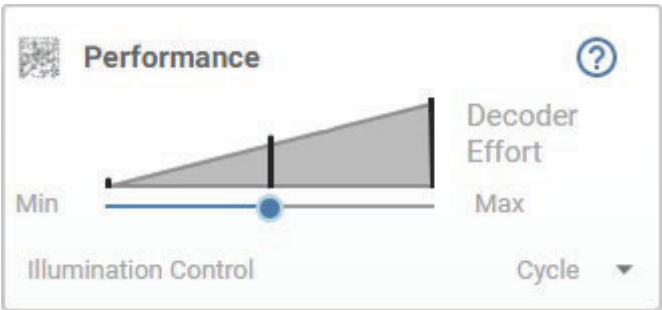 Performance
?
Decoder
Effort
Min
Max
Illumination Control
Cycle